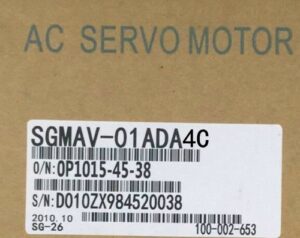 AC SERVO MOTOR
SGMAV-01ADA4C
O/N: 0P1015-45-38
S/N: D010ZX984520038
2010.10
SG-26 100-002-653